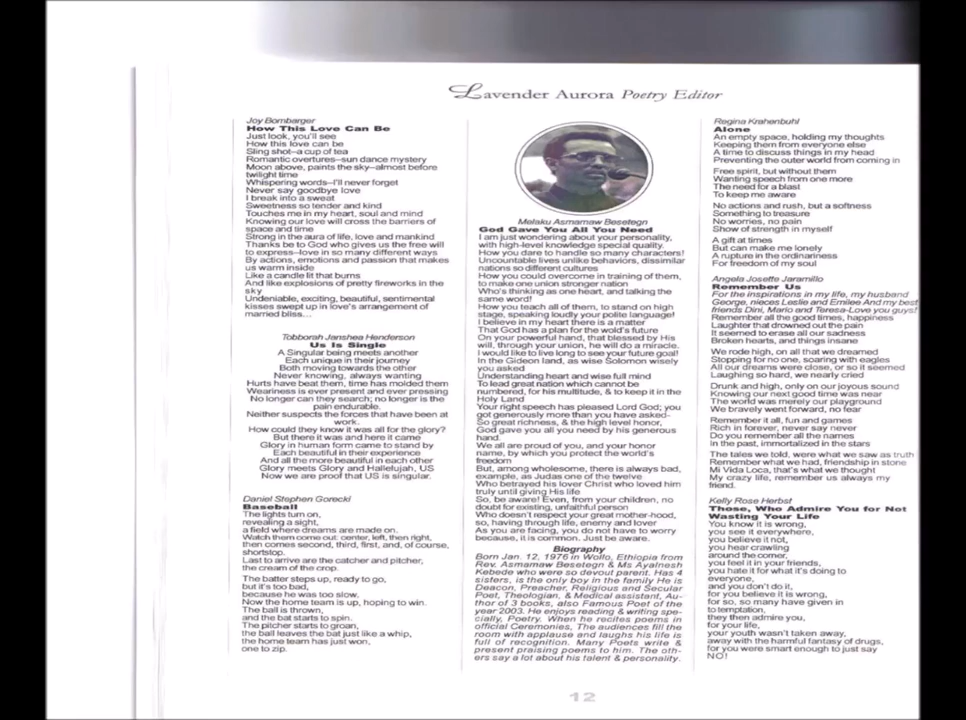 Lavender Aurora Poetry Editor
Joy Bombarger
How This Love Can Be
Just look, you'll see
How this love can be
Sling shot–a cup of tea
Romantic overtures–sun dance mystery
Moon above, paints the sky–almost before
twilight time
Whispering words–I'll never forget
Never say goodbye love
I break into a sweat
Sweetness so tender and kind
Touches me in my heart, soul and mind
Knowing our love will cross the barriers of
space and time
Strong in the aura of life, love and mankind
Thanks be to God who gives us the free will
to express–love in so many different ways
By actions, emotions and passion that makes
us warm inside
Like a candle lit that burns
And like explosions of pretty fireworks in the
sky
Undeniable, exciting, beautiful, sentimental
kisses swept up in love's arrangement of
married bliss...
Tobborah Janshea Henderson
Us Is Single
A Singular being meets another
Each unique in their journey
Both moving towards the other
Never knowing, always wanting
Hurts have beat them, time has molded them
Weariness is ever present and ever pressing
No longer can they search; no longer is the
pain endurable.
Neither suspects the forces that have been at
work.
How could they know it was all for the glory?
But there it was and here it came
Glory in human form came to stand by
Each beautiful in their experience
And all the more beautiful in each other
Glory meets Glory and Hallelujah, US
Now we are proof that US is singular.
Daniel Stephen Gorecki
Baseball
The lights turn on,
revealing a sight,
a field where dreams are made on.
Watch them come out: center, left, then right,
then comes second, third, first, and, of course,
shortstop.
Last to arrive are the catcher and pitcher,
the cream of the crop.
The batter steps up, ready to go,
but it's too bad,
because he was too slow.
Now the home team is up, hoping to win.
The ball is thrown,
and the bat starts to spin.
The pitcher starts to groan,
the ball leaves the bat just like a whip,
the home team has just won,
one to zip.
Melaku Asmamaw Besetegn
God Gave You All You Need
I am just wondering about your personality,
with high-level knowledge special quality.
How you dare to handle so many characters!
Uncountable lives unlike behaviors, dissimilar
nations so different cultures
How you could overcome in training of them,
to make one union stronger nation
Who's thinking as one heart, and talking the
same word!
How you teach all of them, to stand on high
stage, speaking loudly your polite language!
I believe in my heart there is a matter
That God has a plan for the wold's future
On your powerful hand, that blessed by His
will, through your union, he will do a miracle.
I would like to live long to see your future goal!
In the Gideon land, as wise Solomon wisely
you asked
Understanding heart and wise full mind
To lead great nation which cannot be
numbered, for his multitude, & to keep it in the
Holy Land
Your right speech has pleased Lord God; you
got generously more than you have asked-
So great richness, & the high level honor,
God gave you all you need by his generous
hand.
We all are proud of you, and your honor
name, by which you protect the world's
freedom
But, among wholesome, there is always bad,
example, as Judas one of the twelve
Who betrayed his lover Christ who loved him
truly until giving His life
So, be aware! Even, from your children, no
doubt for existing, unfaithful person
Who doesn't respect your great mother-hood,
so, having through life, enemy and lover
As you are facing, you do not have to worry
because, it is common. Just be aware.
Biography
Born Jan. 12, 1976 in Wollo, Ethiopia from
Rev. Asmamaw Besetegn & Ms Ayalnesh
Kebede who were so devout parent. Has 4
sisters, is the only boy in the family He is
Deacon, Preacher, Religious and Secular
Poet, Theologian, & Medical assistant, Au-
thor of 3 books, also Famous Poet of the
year 2003. He enjoys reading & writing spe-
cially, Poetry. When he recites poems in
official Ceremonies, The audiences fill the
room with applause and laughs his life is
full of recognition. Many Poets write &
present praising poems to him. The oth-
ers say a lot about his talent & personality.
Regina Krahenbuhl
Alone
An empty space, holding my thoughts
Keeping them from everyone else
A time to discuss things in my head
Preventing the outer world from coming in
Free spirit, but without them
Wanting speech from one more
The need for a blast
To keep me aware
No actions and rush, but a softness
Something to treasure
No worries, no pain
Show of strength in myself
A gift at times
But can make me lonely
A rupture in the ordinariness
For freedom of my soul
Angela Josette Jaramillo
Remember Us
For the inspirations in my life, my husband
George, nieces Leslie and Emilee And my best
friends Dini, Mario and Teresa-Love you guys!
Remember all the good times, happiness
Laughter that drowned out the pain
It seemed to erase all our sadness
Broken hearts, and things insane
We rode high, on all that we dreamed
Stopping for no one, soaring with eagles
All our dreams were close, or so it seemed
Laughing so hard, we nearly cried
Drunk and high, only on our joyous sound
Knowing our next good time was near
The world was merely our playground
We bravely went forward, no fear
Remember it all, fun and games
Rich in forever, never say never
Do you remember all the names
In the past, immortalized in the stars
The tales we told, were what we saw as truth
Remember what we had, friendship in stone
Mi Vida Loca, that's what we thought
My crazy life, remember us always my
friend.
Kelly Rose Herbst
Those, Who Admire You for Not
Wasting Your Life
You know it is wrong,
you see it everywhere,
you believe it not,
you hear crawling
around the corner,
you feel it in your friends,
you hate it for what it's doing to
everyone,
and you don't do it,
for you believe it is wrong,
for so, so many have given in
to temptation,
they then admire you,
for your life,
your youth wasn't taken away,
away with the harmful fantasy of drugs,
for you were smart enough to just say
NO!
12